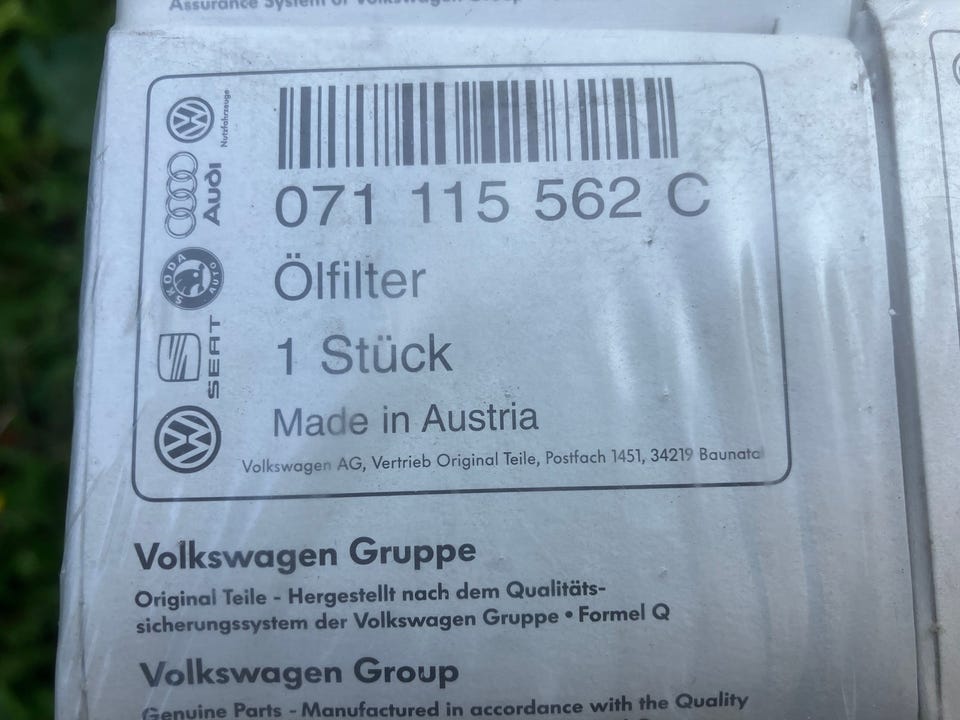 Assurance System of Volkswagen Group
Nutzfahrzeuge
Audi
SKODA AUTO
SEAT
071 115 562 C
Ölfilter
1 Stück
Made in Austria
Volkswagen AG, Vertrieb Original Teile, Postfach 1451, 34219 Baunatal
Volkswagen Gruppe
Original Teile - Hergestellt nach dem Qualitäts-
sicherungssystem der Volkswagen Gruppe • Formel Q
Volkswagen Group
Genuine Parts - Manufactured in accordance with the Quality